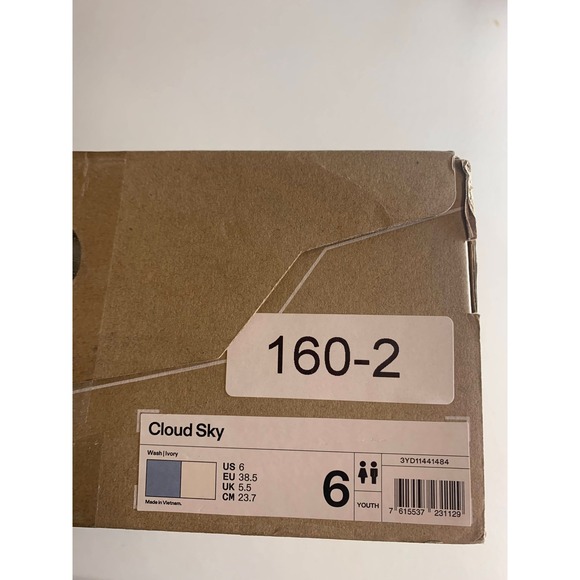 160-2
Cloud Sky
Wash | Ivory
US 6
EU 38.5
UK 5.5
CM 23.7
Made in Vietnam.
6
YOUTH
3YD11441484
7 615537 231129